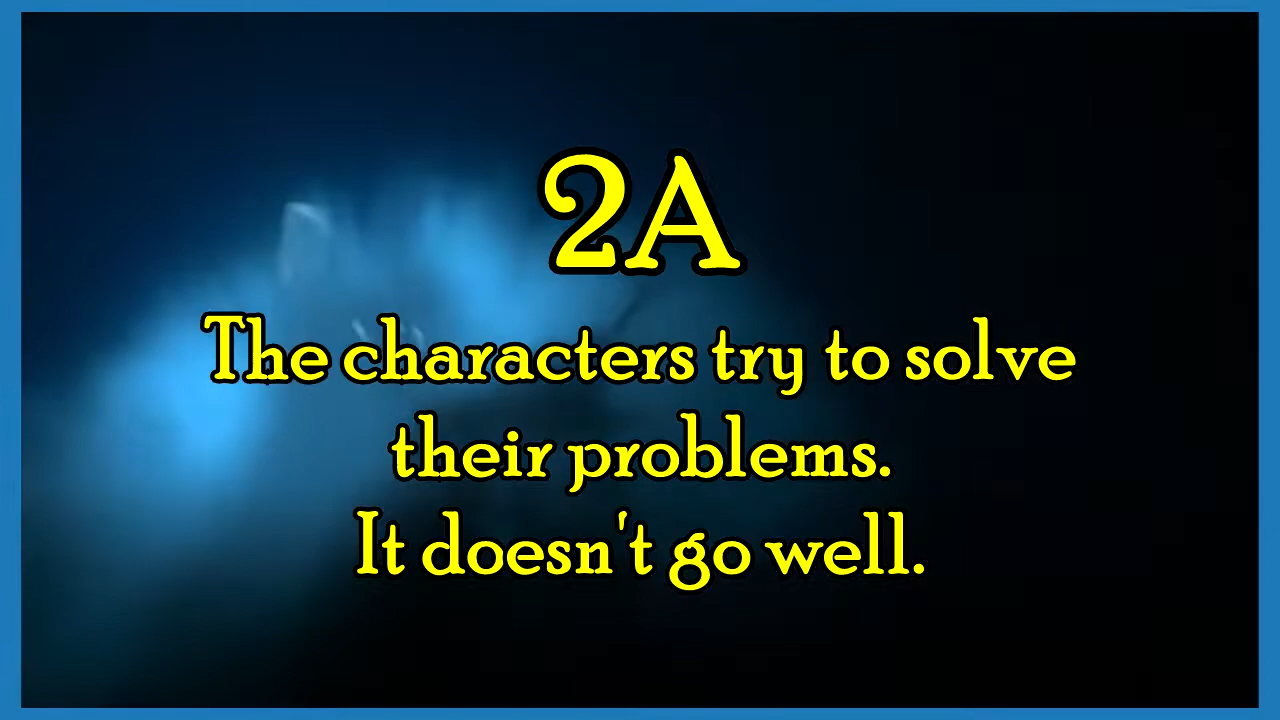 2A
The characters try to solve
their problems.
It doesn't go well.